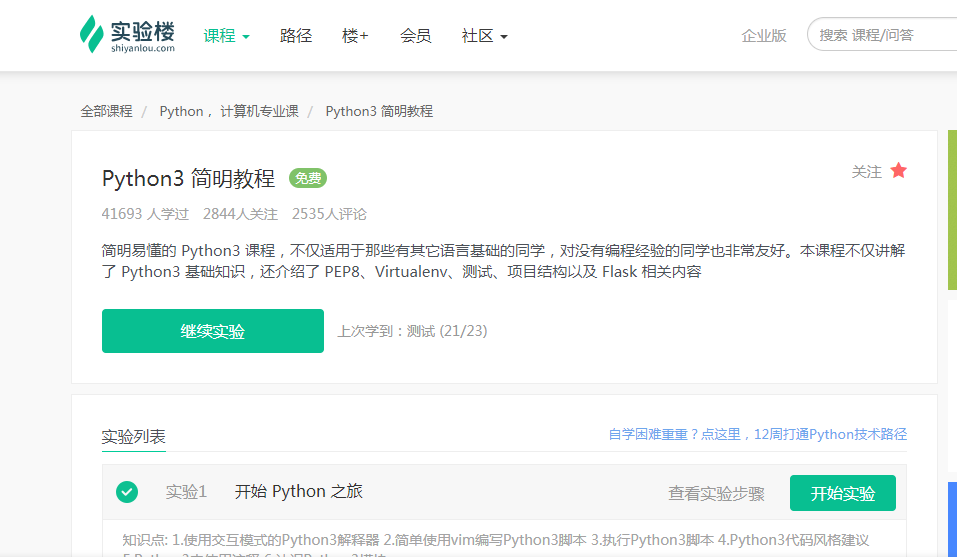 实验楼
shiyanlou.com
课程 路径 楼+ 会员 社区 企业版 搜索 课程/问答
全部课程 / Python， 计算机专业课 / Python3 简明教程
Python3 简明教程 免费 关注
41693 人学过 2844人关注 2535人评论
简明易懂的 Python3 课程，不仅适用于那些有其它语言基础的同学，对没有编程经验的同学也非常友好。本课程不仅讲解
了 Python3 基础知识，还介绍了 PEP8、Virtualenv、测试、项目结构以及 Flask 相关内容
继续实验 上次学到：测试 (21/23)
实验列表 自学困难重重？点这里，12周打通Python技术路径
实验1 开始 Python 之旅 查看实验步骤 开始实验
知识点: 1.使用交互模式的Python3解释器 2.简单使用vim编写Python3脚本 3.执行Python3脚本 4.Python3代码风格建议